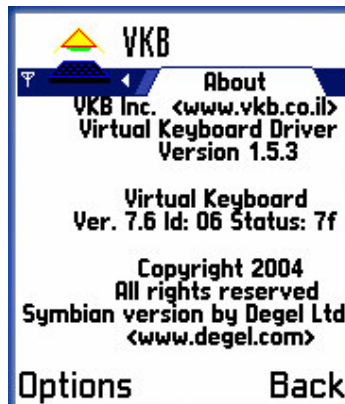 VKB
About
VKB Inc. <www.vkb.co.il>
Virtual Keyboard Driver
Version 1.5.3
Virtual Keyboard
Ver. 7.6 Id: 06 Status: 7f
Copyright 2004
All rights reserved
Symbian version by Degel Ltd
<www.degel.com>
Options Back